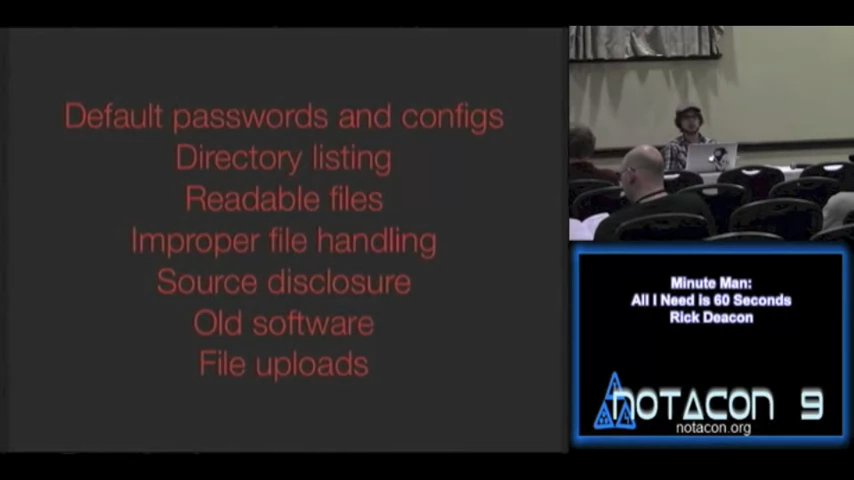 Default passwords and configs
Directory listing
Readable files
Improper file handling
Source disclosure
Old software
File uploads
Minute Man:
All I Need is 60 Seconds
Rick Deacon
NOTACON 9
notacon.org